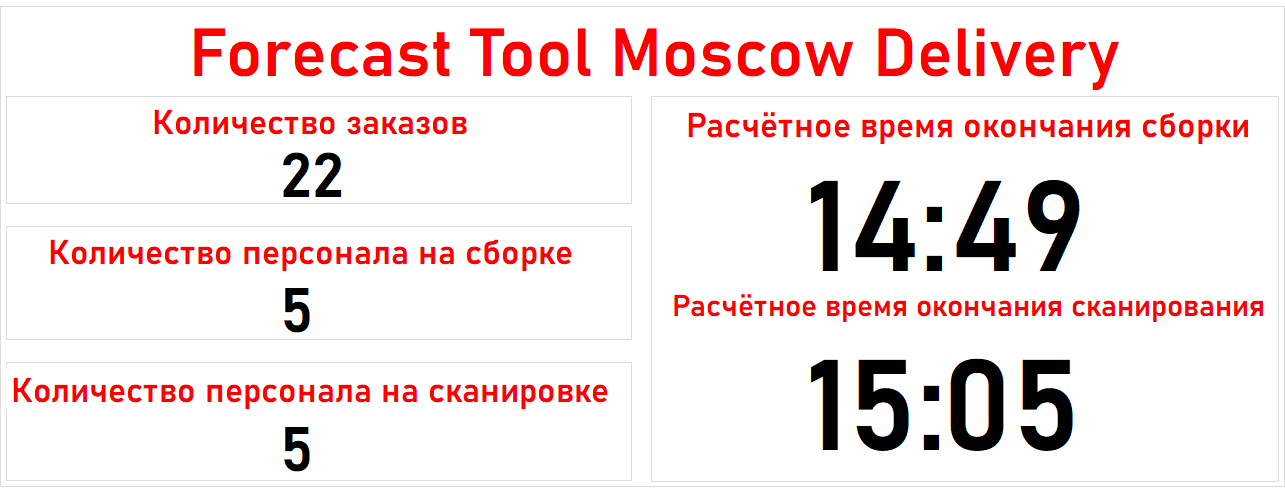 Forecast Tool Moscow Delivery
Количество заказов
22
Количество персонала на сборке
5
Количество персонала на сканировке
5
Расчётное время окончания сборки
14:49
Расчётное время окончания сканирования
15:05